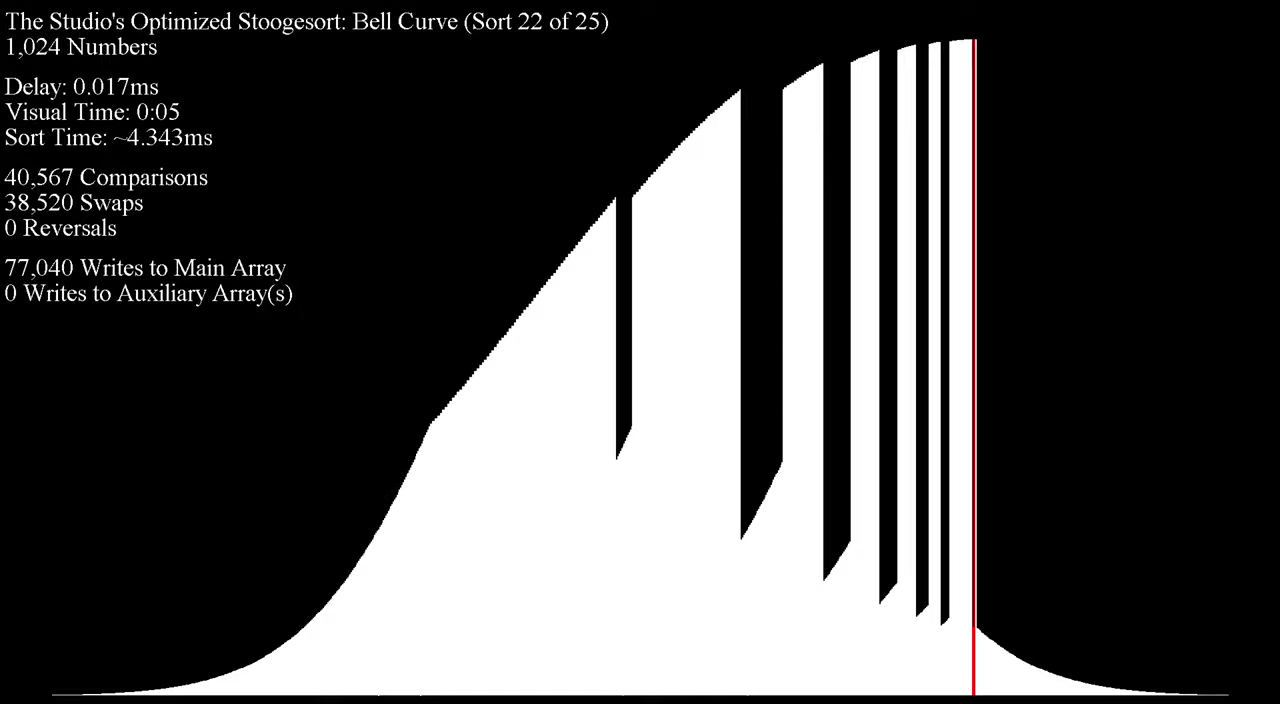 The Studio's Optimized Stoogesort: Bell Curve (Sort 22 of 25)
1,024 Numbers
Delay: 0.017ms
Visual Time: 0:05
Sort Time: ~4.343ms
40,567 Comparisons
38,520 Swaps
0 Reversals
77,040 Writes to Main Array
0 Writes to Auxiliary Array(s)